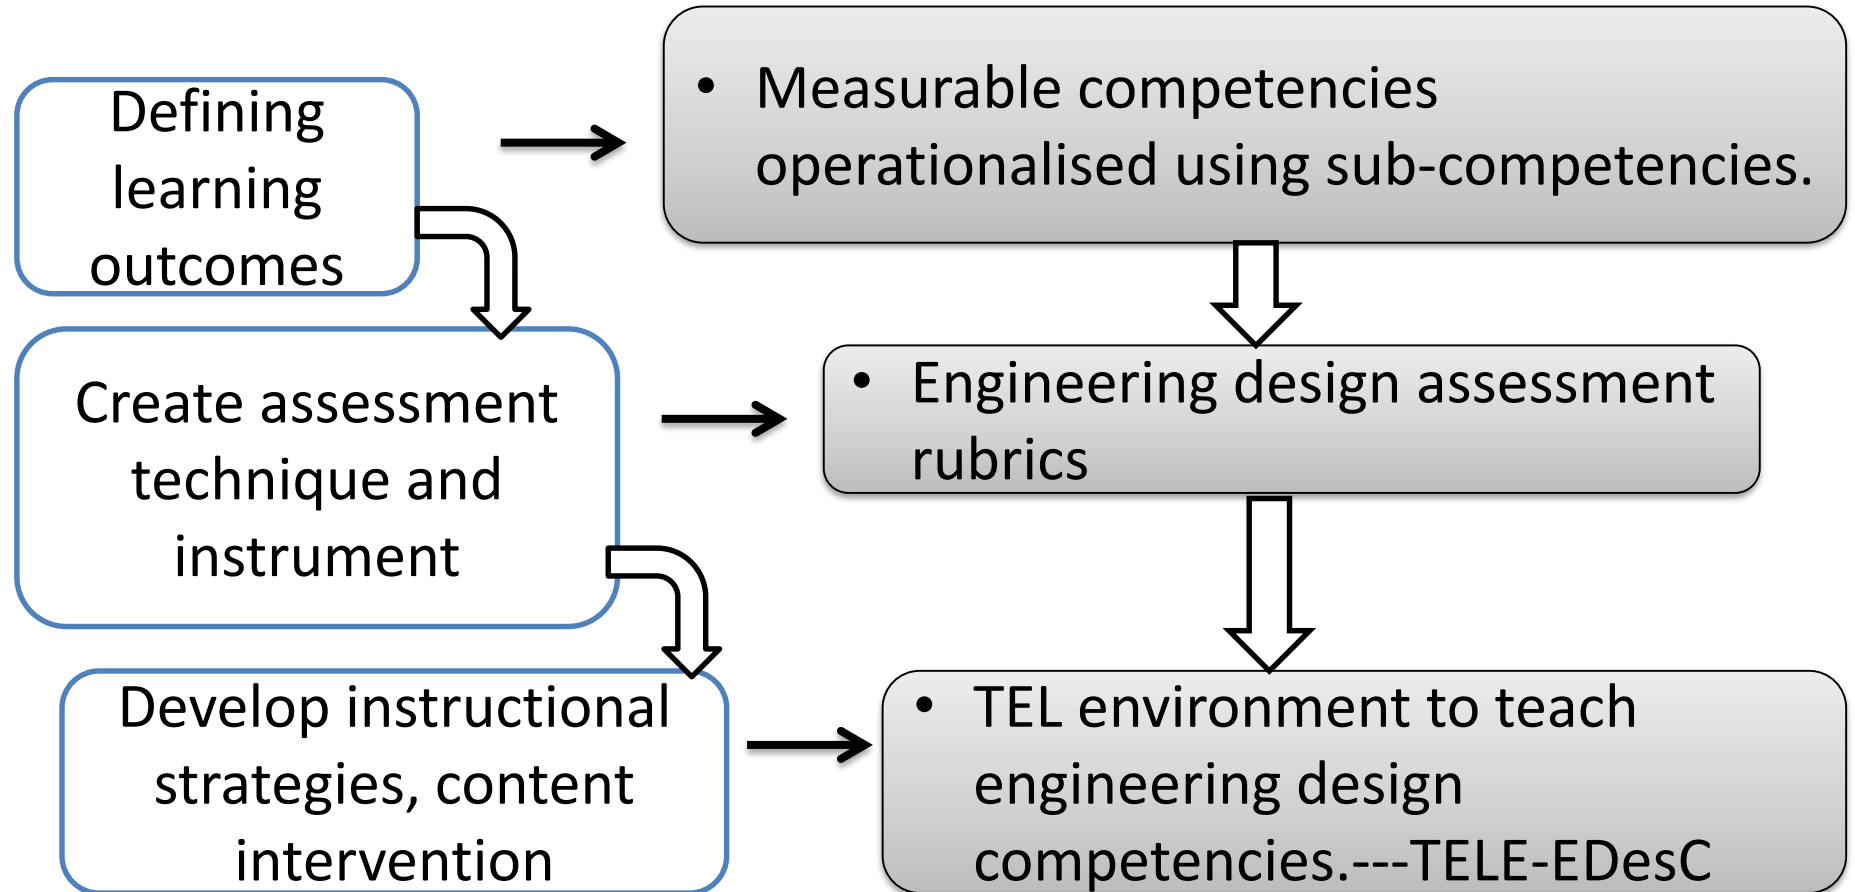 Defining
learning
outcomes
• Measurable competencies
operationalised using sub-competencies.
Create assessment
technique and
instrument
• Engineering design assessment
rubrics
Develop instructional
strategies, content
intervention
• TEL environment to teach
engineering design
competencies.---TELE-EDesC